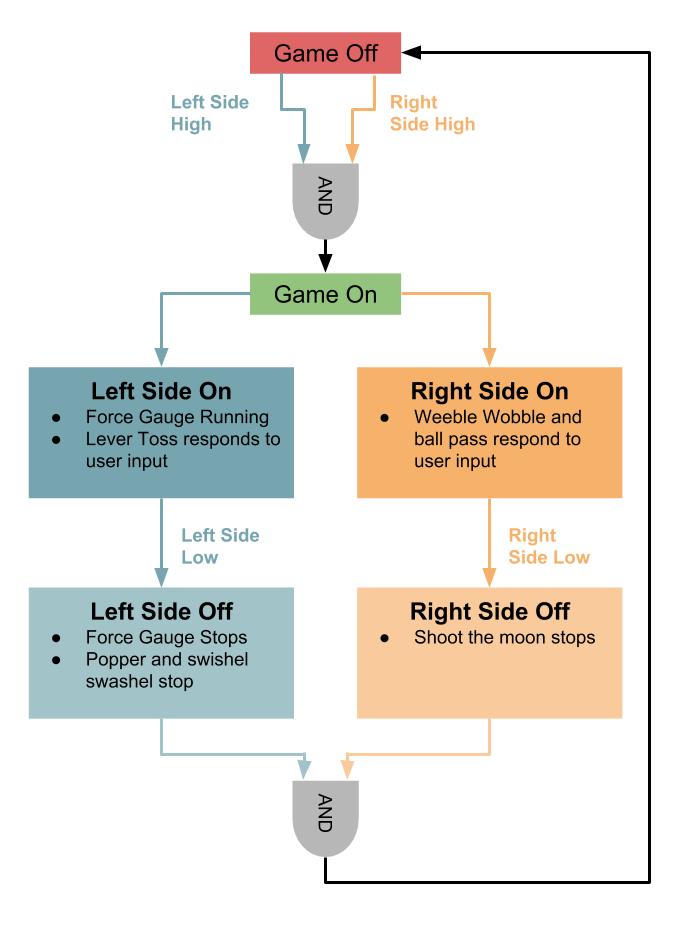 Game Off
Left Side
High
Right
Side High
AND
Game On
Left Side On
● Force Gauge Running
● Lever Toss responds to
user input
Right Side On
● Weeble Wobble and
ball pass respond to
user input
Left Side
Low
Right
Side Low
Left Side Off
● Force Gauge Stops
● Popper and swishel
swashel stop
Right Side Off
● Shoot the moon stops
AND